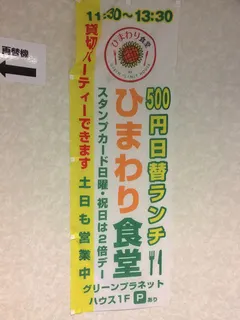 両替機
11:30〜13:30
ひまわり食堂
500円日替ランチ
ひまわり食堂
スタンプカード日曜・祝日は2倍デー
貸切パーティーできます
土日も営業中
グリーンプラネット
ハウス1F Pあり